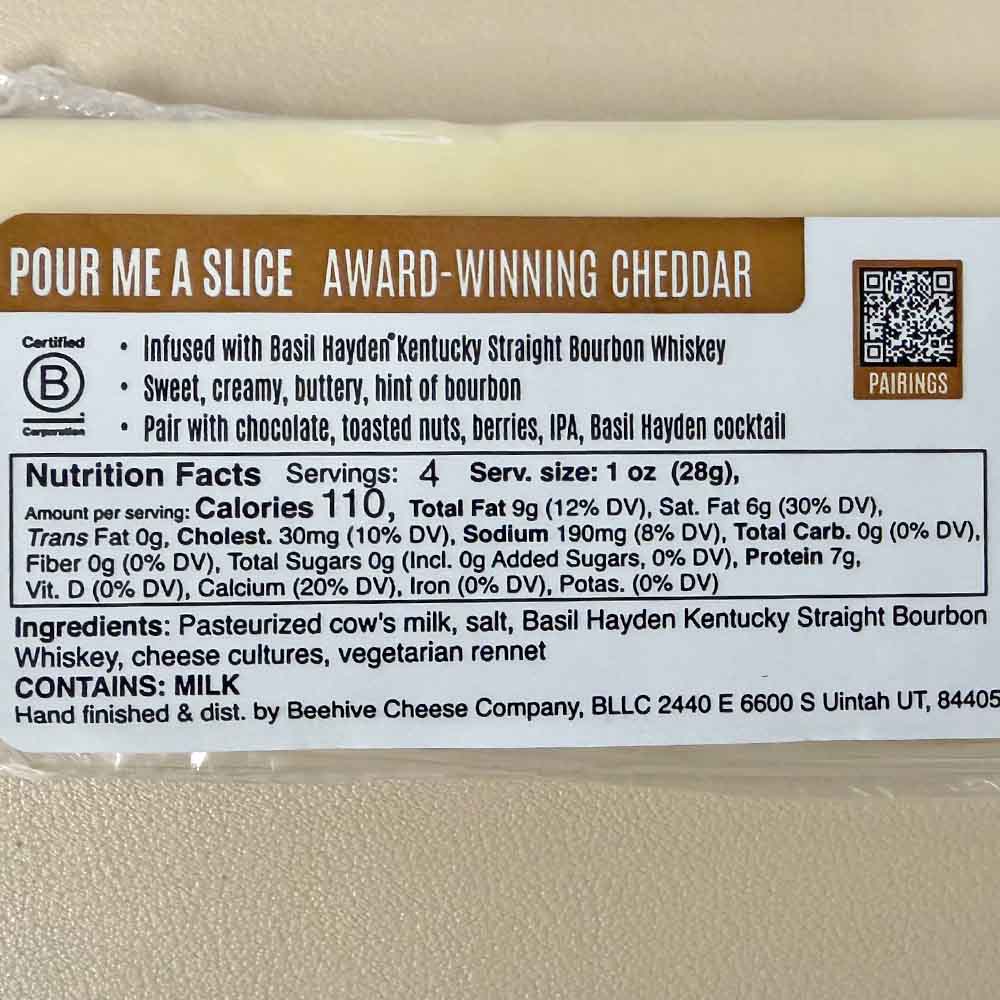 POUR ME A SLICE AWARD-WINNING CHEDDAR
Certified
B
Corporation
• Infused with Basil Hayden® Kentucky Straight Bourbon Whiskey
• Sweet, creamy, buttery, hint of bourbon
• Pair with chocolate, toasted nuts, berries, IPA, Basil Hayden cocktail
PAIRINGS
Nutrition Facts Servings: 4 Serv. size: 1 oz (28g),
Amount per serving: Calories 110, Total Fat 9g (12% DV), Sat. Fat 6g (30% DV),
Trans Fat 0g, Cholest. 30mg (10% DV), Sodium 190mg (8% DV), Total Carb. 0g (0% DV),
Fiber 0g (0% DV), Total Sugars 0g (Incl. 0g Added Sugars, 0% DV), Protein 7g,
Vit. D (0% DV), Calcium (20% DV), Iron (0% DV), Potas. (0% DV)
Ingredients: Pasteurized cow's milk, salt, Basil Hayden Kentucky Straight Bourbon
Whiskey, cheese cultures, vegetarian rennet
CONTAINS: MILK
Hand finished & dist. by Beehive Cheese Company, BLLC 2440 E 6600 S Uintah UT, 84405